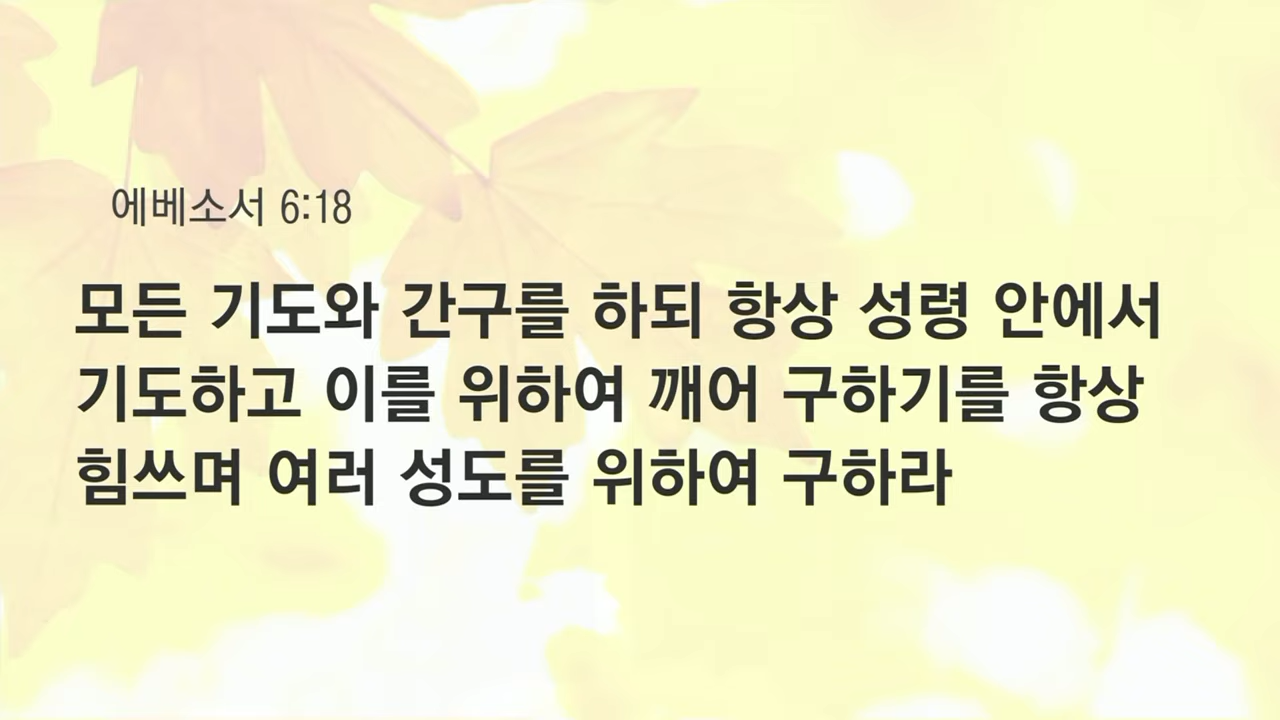 에베소서 6:18
모든 기도와 간구를 하되 항상 성령 안에서
기도하고 이를 위하여 깨어 구하기를 항상
힘쓰며 여러 성도를 위하여 구하라